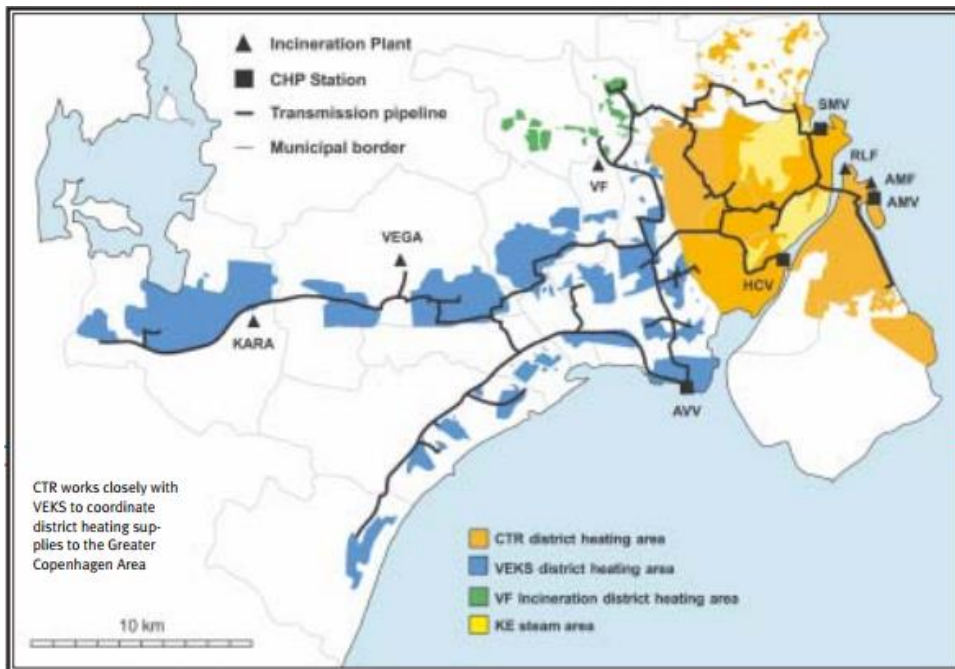 Incineration Plant
CHP Station
Transmission pipeline
Municipal border
SMV
RLF
AMF
AMV
VF
VEGA
HCV
KARA
AVV
CTR works closely with
VEKS to coordinate
district heating sup-
plies to the Greater
Copenhagen Area
10 km
CTR district heating area
VEKS district heating area
VF Incineration district heating area
KE steam area